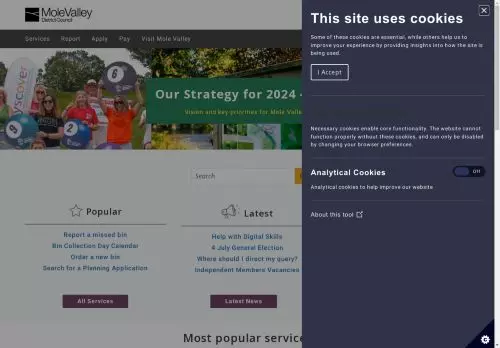 MoleValley
District Council
Services Report Apply Pay Visit Mole Valley
Our Strategy for 2024 -
Vision and key priorities for Mole Valle
Search
Popular
Report a missed bin
Bin Collection Day Calendar
Order a new bin
Search for a Planning Application
All Services
Latest
Help with Digital Skills
4 July General Election
Where should I direct my query?
Independent Members Vacancies
Latest News
Most popular service
This site uses cookies
Some of these cookies are essential, while others help us to
improve your experience by providing insights into how the site is
being used.
I Accept
Necessary cookies enable core functionality. The website cannot
function properly without these cookies, and can only be disabled
by changing your browser preferences.
Analytical Cookies
Off
Analytical cookies to help improve our website
About this tool